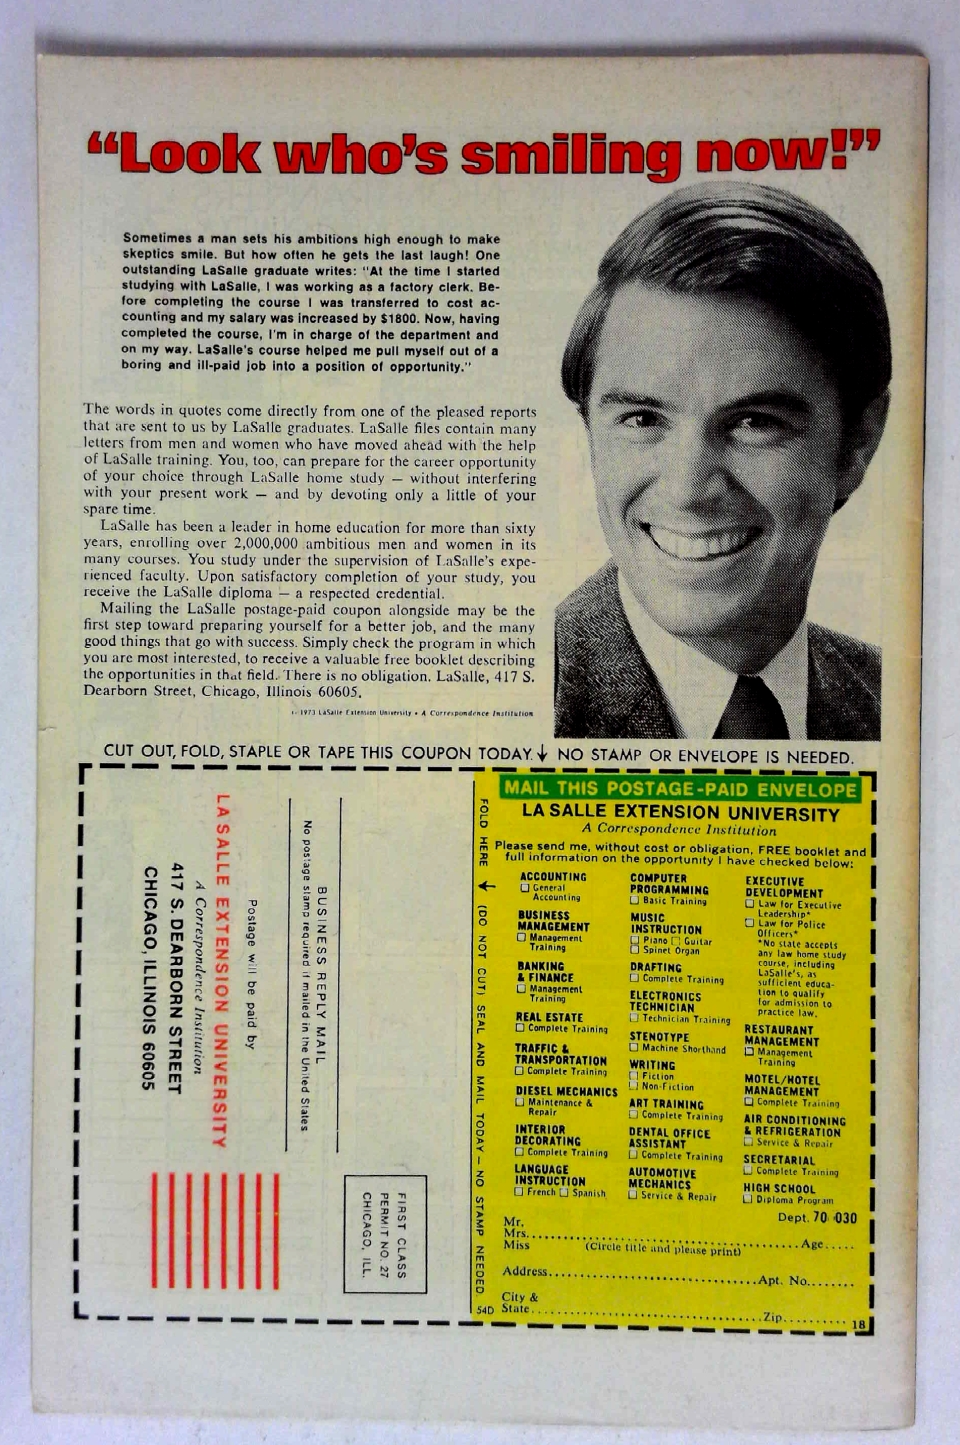 “Look who’s smiling now!”
Sometimes a man sets his ambitions high enough to make
skeptics smile. But how often he gets the last laugh! One
outstanding LaSalle graduate writes: “At the time I started
studying with LaSalle, I was working as a factory clerk. Be-
fore completing the course I was transferred to cost ac-
counting and my salary was increased by $1800. Now, having
completed the course, I’m in charge of the department and
on my way. LaSalle’s course helped me pull myself out of a
boring and ill-paid job into a position of opportunity.”
The words in quotes come directly from one of the pleased reports
that are sent to us by LaSalle graduates. LaSalle files contain many
letters from men and women who have moved ahead with the help
of LaSalle training. You, too, can prepare for the career opportunity
of your choice through LaSalle home study — without interfering
with your present work — and by devoting only a little of your
spare time.
LaSalle has been a leader in home education for more than sixty
years, enrolling over 2,000,000 ambitious men and women in its
many courses. You study under the supervision of LaSalle’s expe-
rienced faculty. Upon satisfactory completion of your study, you
receive the LaSalle diploma — a respected credential.
Mailing the LaSalle postage-paid coupon alongside may be the
first step toward preparing yourself for a better job, and the many
good things that go with success. Simply check the program in which
you are most interested, to receive a valuable free booklet describing
the opportunities in that field. There is no obligation. LaSalle, 417 S.
Dearborn Street, Chicago, Illinois 60605.
© 1973 LaSalle Extension University • A Correspondence Institution
CUT OUT, FOLD, STAPLE OR TAPE THIS COUPON TODAY. ↓ NO STAMP OR ENVELOPE IS NEEDED.
FIRST CLASS
PERMIT NO. 27
CHICAGO, ILL.
BUSINESS REPLY MAIL
No postage stamp required if mailed in the United States
Postage will be paid by
LA SALLE EXTENSION UNIVERSITY
A Correspondence Institution
417 S. DEARBORN STREET
CHICAGO, ILLINOIS 60605
FOLD HERE ↓ (DO NOT CUT) SEAL AND MAIL TODAY — NO STAMP NEEDED.
54D
MAIL THIS POSTAGE-PAID ENVELOPE
LA SALLE EXTENSION UNIVERSITY
A Correspondence Institution
Please send me, without cost or obligation, FREE booklet and
full information on the opportunity I have checked below:
ACCOUNTING
☐ General
Accounting
BUSINESS
MANAGEMENT
☐ Management
Training
BANKING
& FINANCE
☐ Management
Training
REAL ESTATE
☐ Complete Training
TRAFFIC &
TRANSPORTATION
☐ Complete Training
DIESEL MECHANICS
☐ Maintenance &
Repair
INTERIOR
DECORATING
☐ Complete Training
LANGUAGE
INSTRUCTION
☐ French ☐ Spanish
COMPUTER
PROGRAMMING
☐ Basic Training
MUSIC
INSTRUCTION
☐ Piano ☐ Guitar
☐ Spinet Organ
DRAFTING
☐ Complete Training
ELECTRONICS
TECHNICIAN
☐ Technician Training
STENOTYPE
☐ Machine Shorthand
WRITING
☐ Fiction
☐ Non-Fiction
ART TRAINING
☐ Complete Training
DENTAL OFFICE
ASSISTANT
☐ Complete Training
AUTOMOTIVE
MECHANICS
☐ Service & Repair
EXECUTIVE
DEVELOPMENT
☐ Law for Executive
Leadership*
☐ Law for Police
Officers*
*No state accepts
any law home study
course, including
LaSalle’s, as
sufficient educa-
tion to qualify
for admission to
practice law.
RESTAURANT
MANAGEMENT
☐ Management
Training
MOTEL/HOTEL
MANAGEMENT
☐ Complete Training
AIR CONDITIONING
& REFRIGERATION
☐ Service & Repair
SECRETARIAL
☐ Complete Training
HIGH SCHOOL
☐ Diploma Program
Dept. 70-030
Mr.
Mrs. Age
Miss (Circle title and please print)
Address Apt. No.
City &
State Zip
18